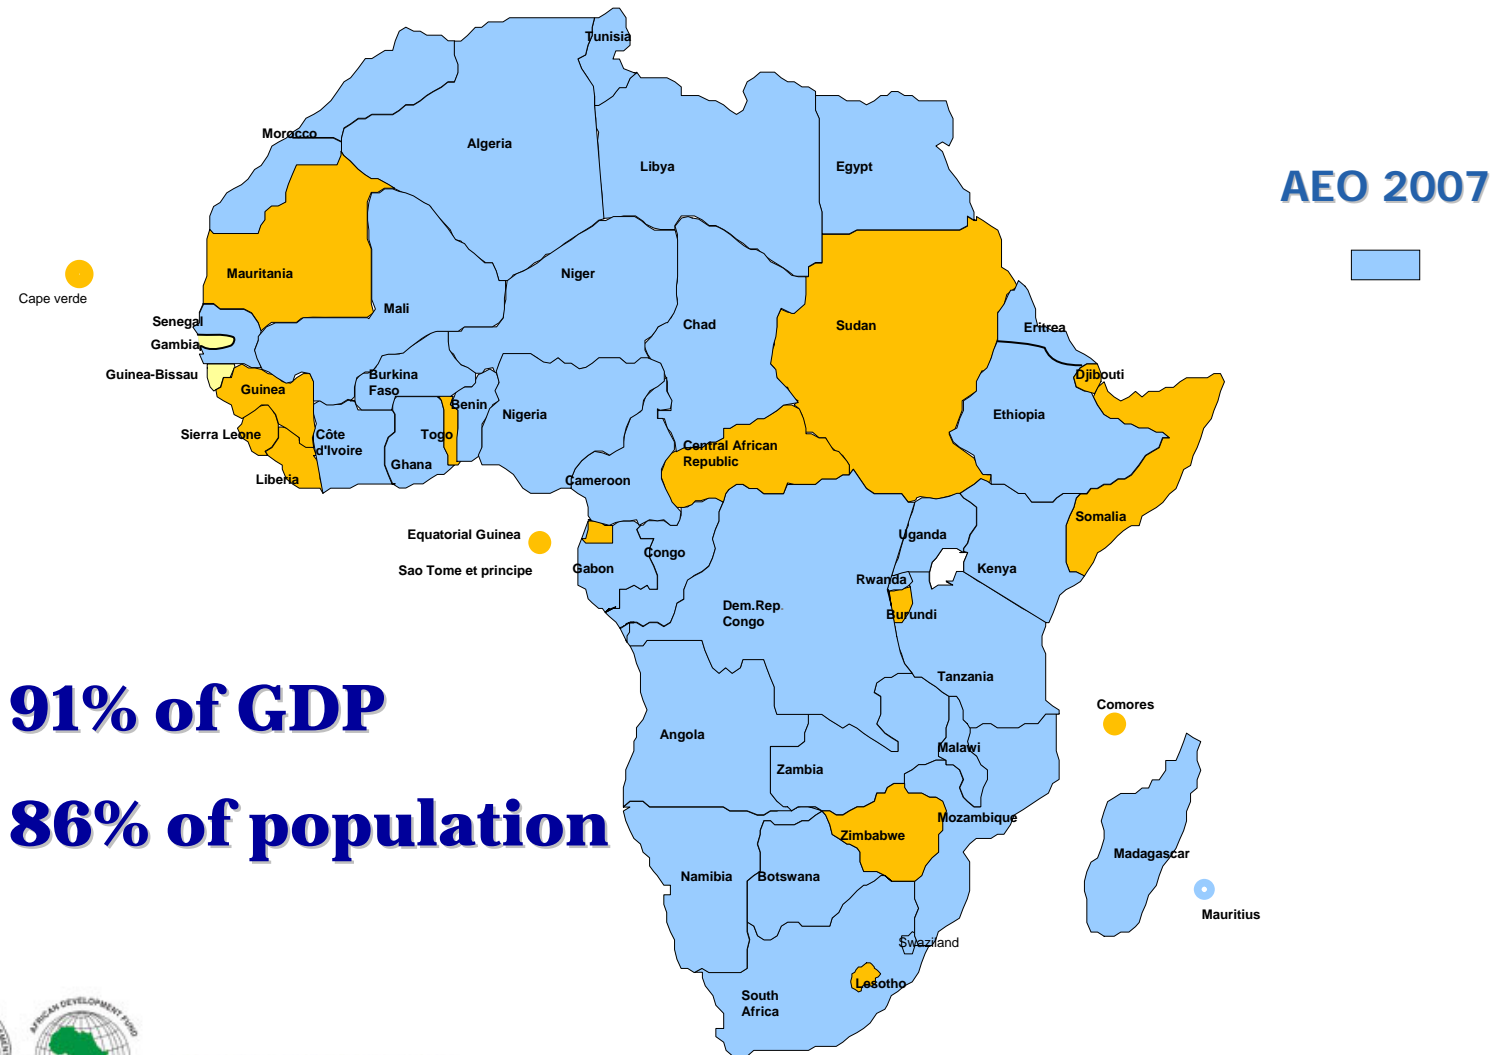 Tunisia
Morocco
Algeria
Libya
Egypt
AEO 2007
Mauritania
Niger
Cape verde
Mali
Senegal
Chad
Sudan
Eritrea
Gambia
Guinea-Bissau
Burkina
Faso
Djibouti
Guinea
Benin
Nigeria
Ethiopia
Sierra Leone
Côte
d'Ivoire
Togo
Central African
Republic
Ghana
Liberia
Cameroon
Somalia
Equatorial Guinea
Uganda
Congo
Sao Tome et principe
Gabon
Kenya
Rwanda
Dem.Rep.
Congo
Burundi
Tanzania
91% of GDP
Comores
Angola
Malawi
Zambia
86% of population
Mozambique
Zimbabwe
Madagascar
Namibia
Botswana
Mauritius
Swaziland
Lesotho
South
Africa
AFRICAN DEVELOPMENT FUND